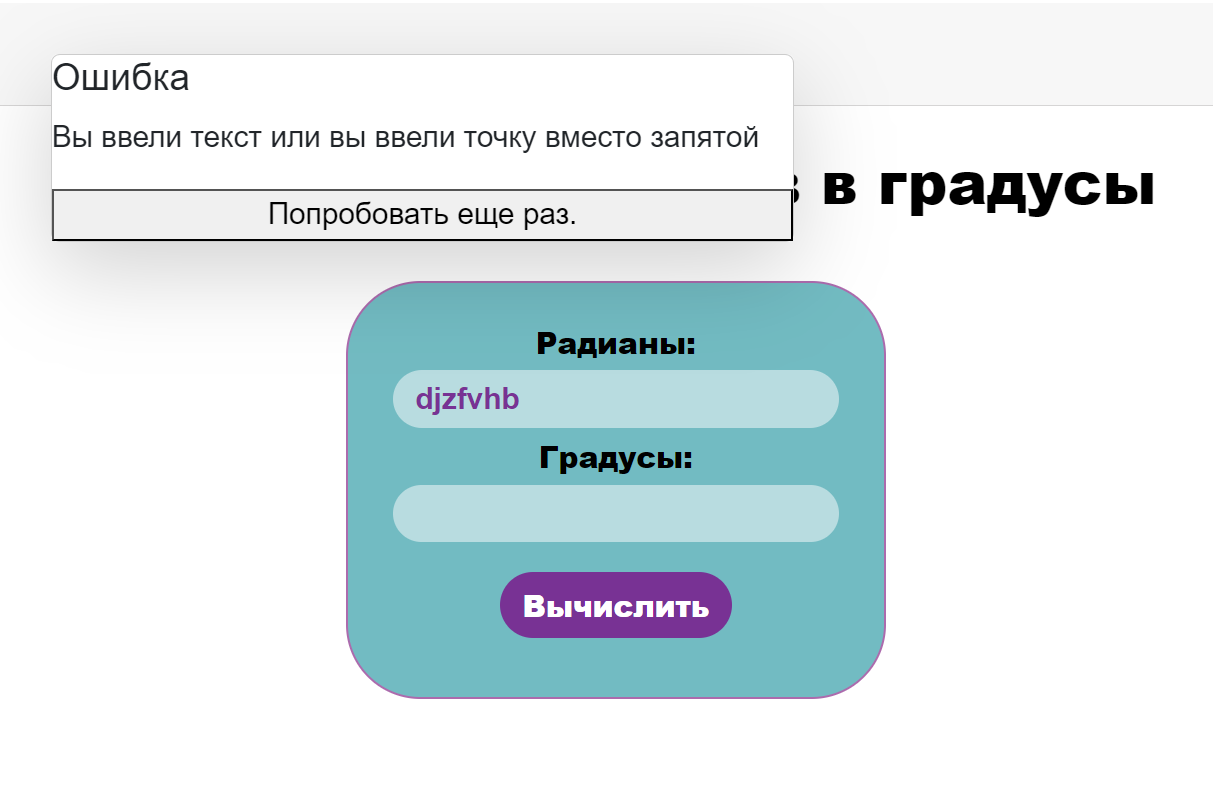 Ошибка
Вы ввели текст или вы ввели точку вместо запятой
в градусы
Попробовать еще раз.
Радианы:
djzfvhb
Градусы:
Вычислить